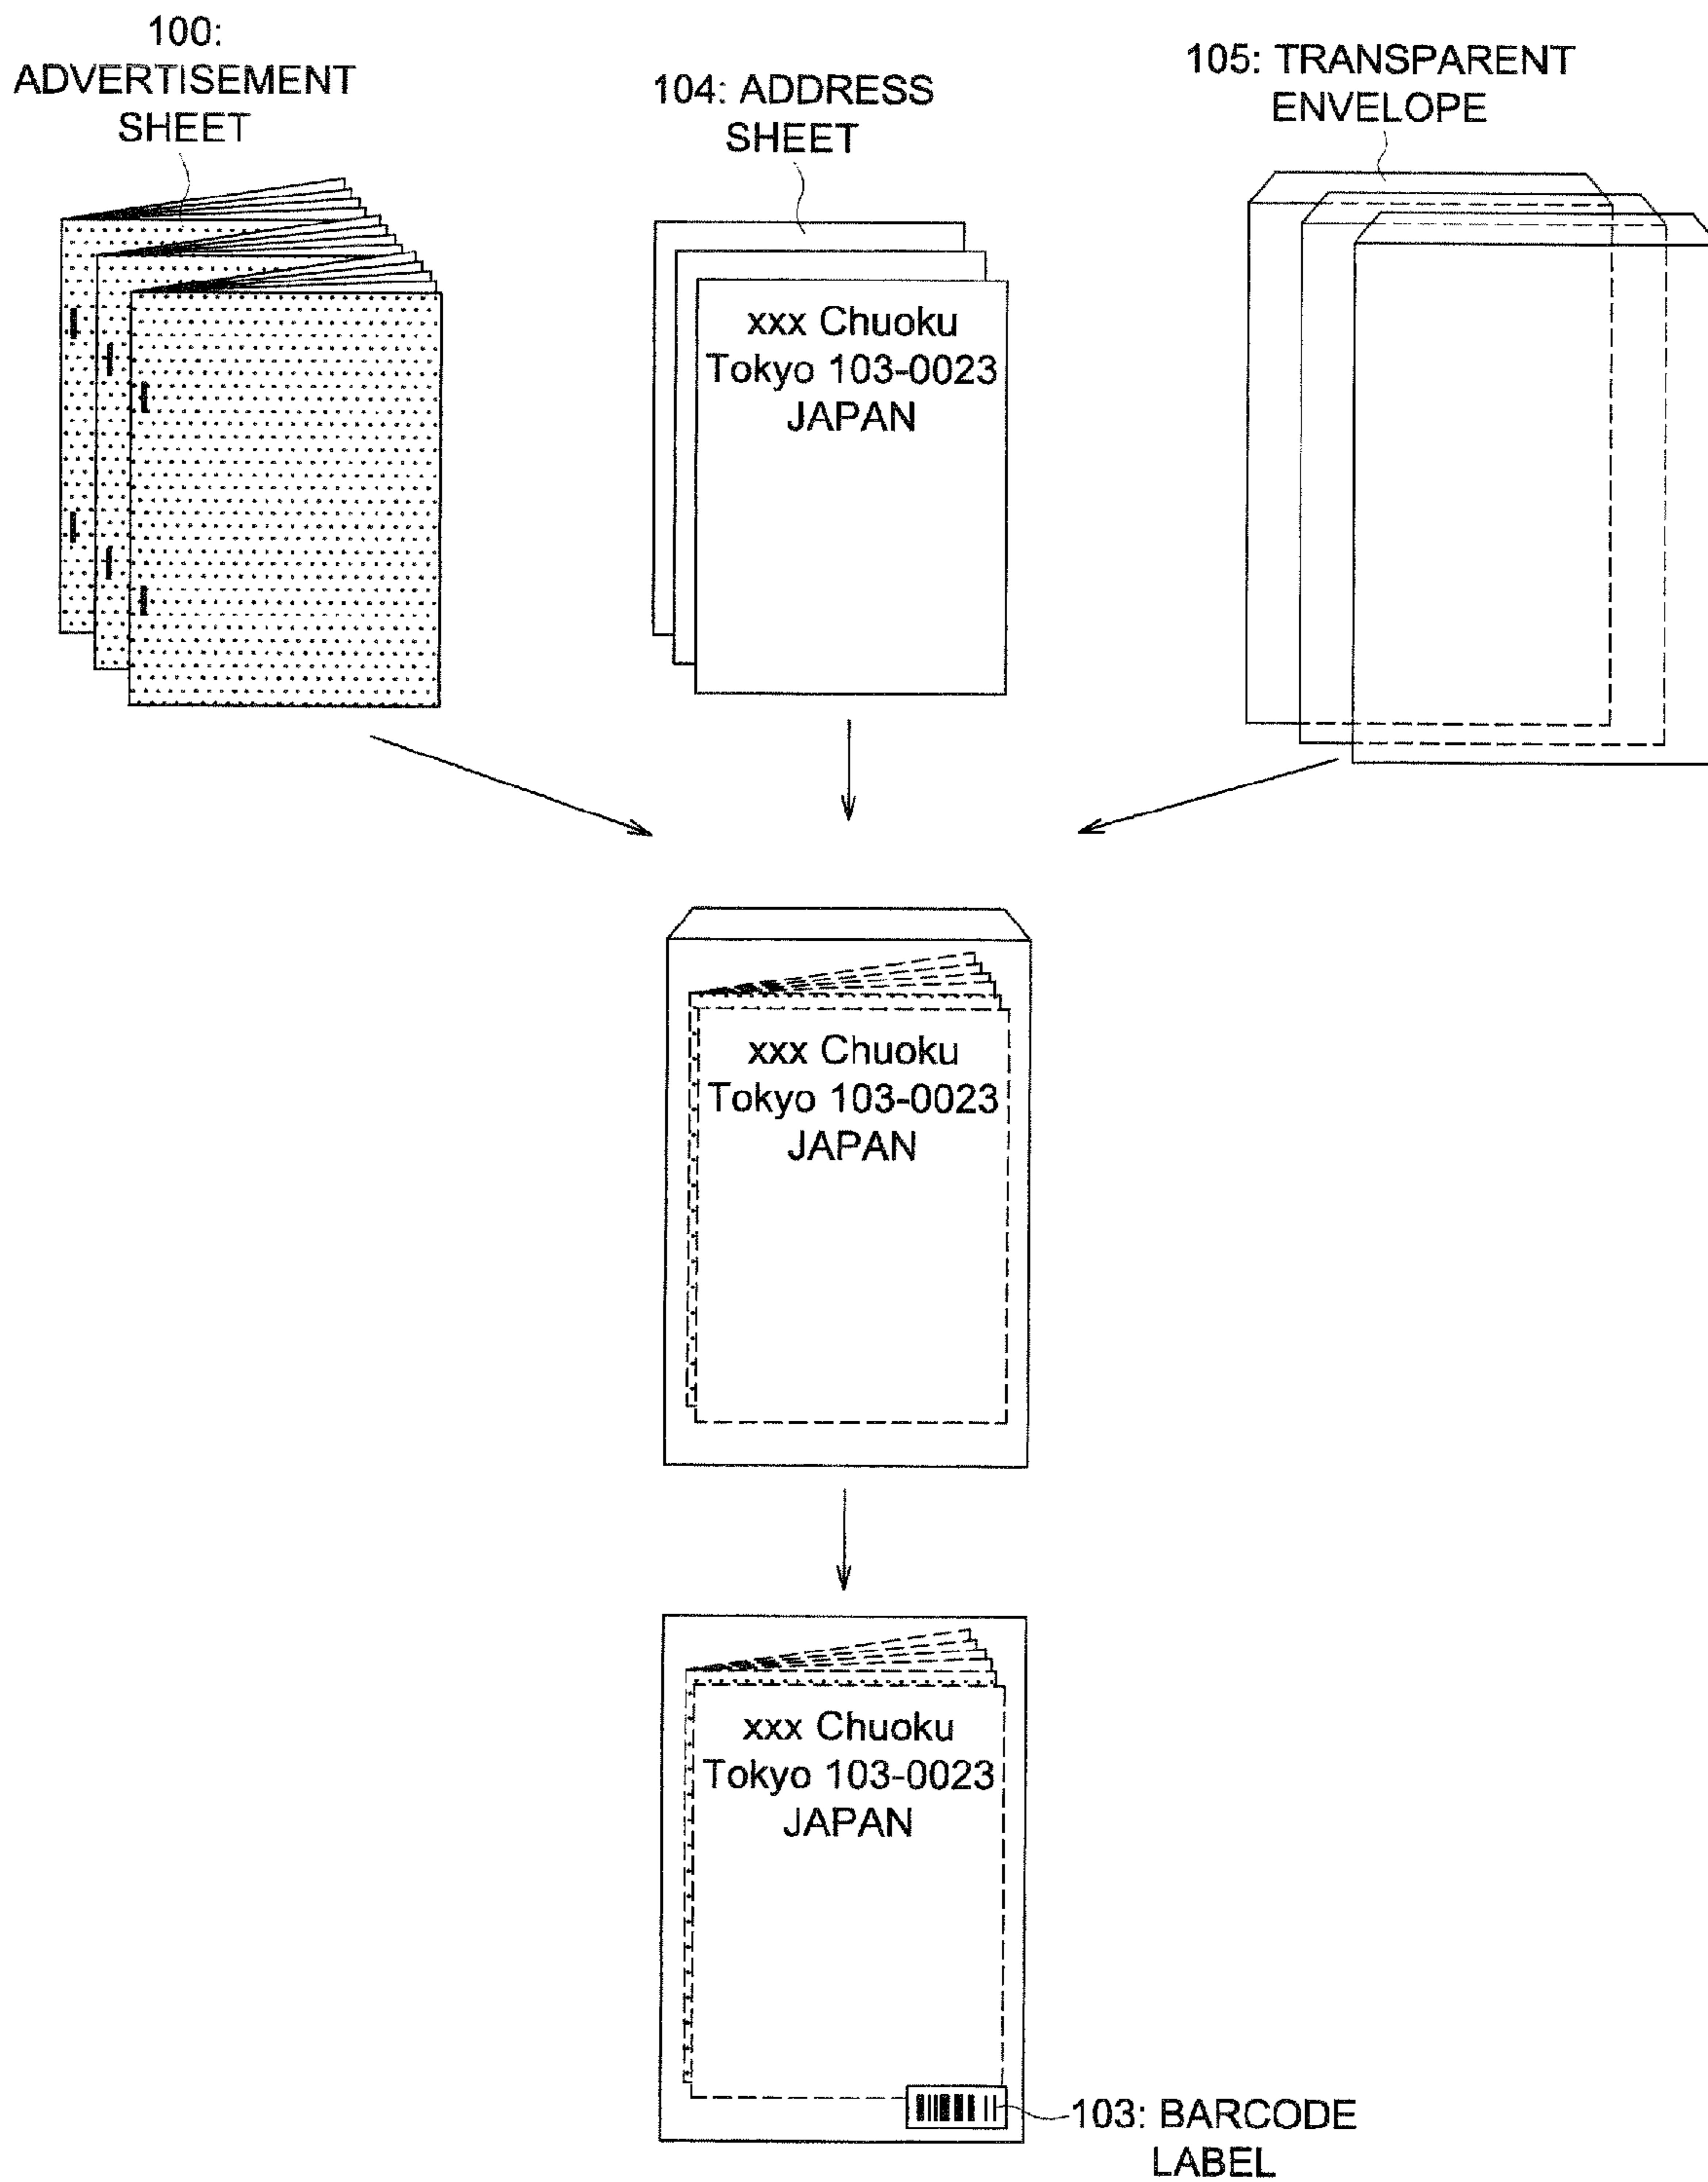 100:
ADVERTISEMENT
SHEET
104: ADDRESS
SHEET
105: TRANSPARENT
ENVELOPE
xxx Chuoku
Tokyo 103-0023
JAPAN
xxx Chuoku
Tokyo 103-0023
JAPAN
xxx Chuoku
Tokyo 103-0023
JAPAN
103: BARCODE
LABEL